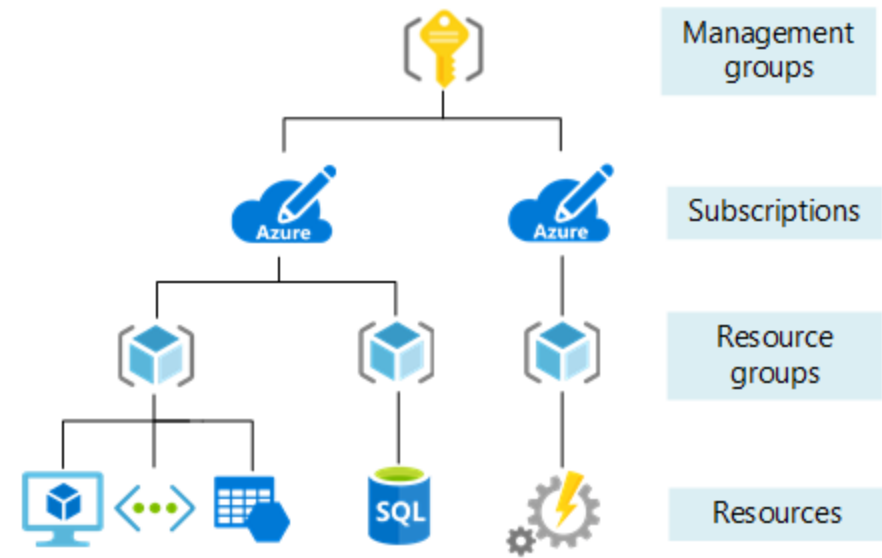 Management
groups
Azure
Azure
Subscriptions
Resource
groups
SQL
Resources